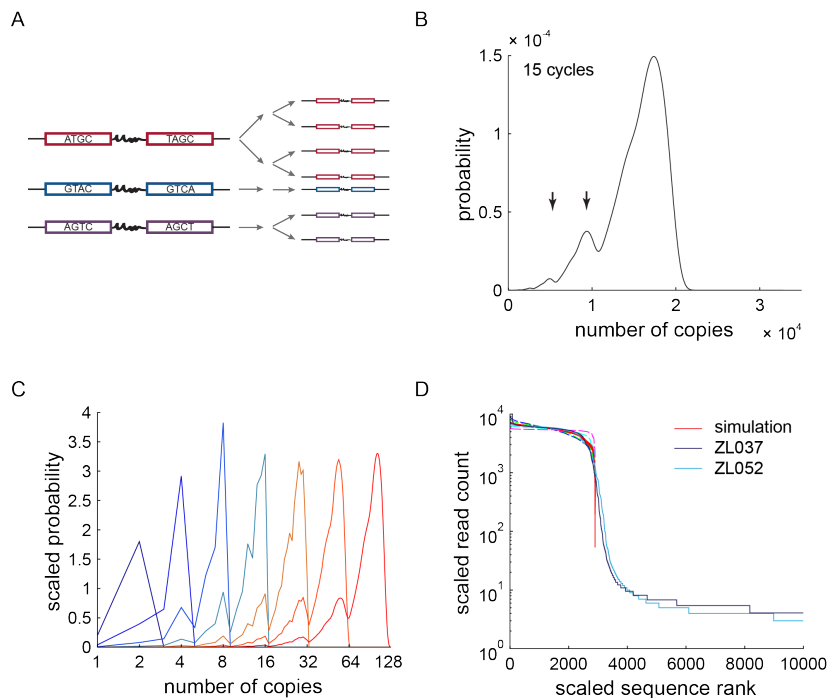 A
ATGC TAGC
GTAC GTCA
AGTC AGCT
B
× 10⁻⁴
15 cycles
1.5
1
0.5
0
probability
0 1 2 3
number of copies
× 10⁴
C
4
3.5
3
2.5
2
1.5
1
0.5
0
scaled probability
1 2 4 8 16 32 64 128
number of copies
D
10⁴
10³
10²
10¹
10⁰
scaled read count
simulation
ZL037
ZL052
0 2000 4000 6000 8000 10000
scaled sequence rank